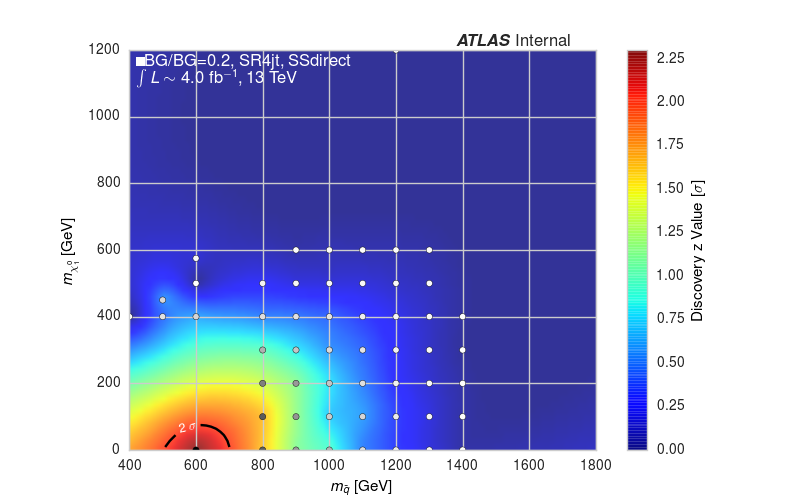 ATLAS Internal
■BG/BG=0.2, SR4jt, SSdirect
∫ L ∼ 4.0 fb⁻¹, 13 TeV
1200
1000
800
600
400
200
0
400 600 800 1000 1200 1400 1600 1800
m_q̃ [GeV]
m_χ̃₁⁰ [GeV]
2 σ
2.25
2.00
1.75
1.50
1.25
1.00
0.75
0.50
0.25
0.00
Discovery z Value [σ]